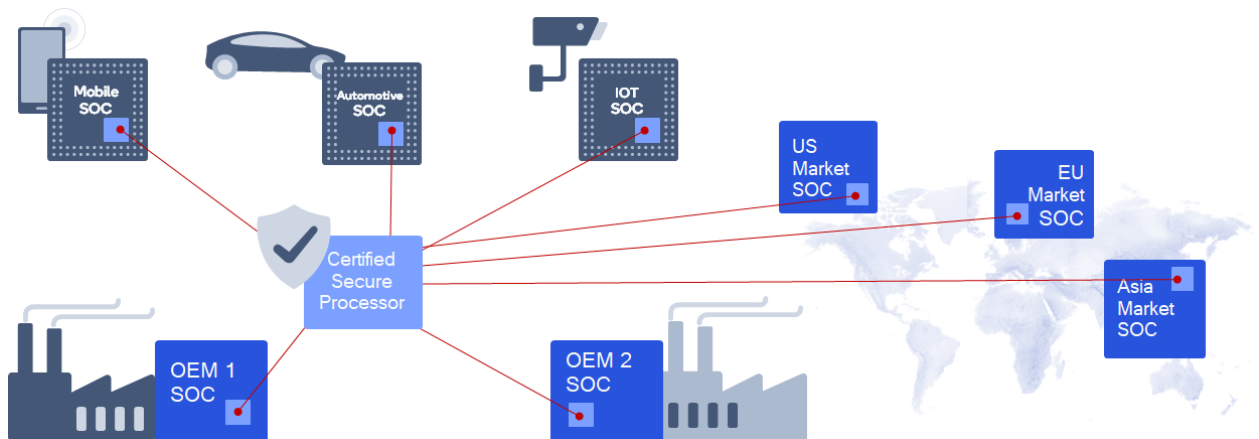 Mobile
SOC
Automotive
SOC
IOT
SOC
US
Market
SOC
EU
Market
SOC
Certified
Secure
Processor
Asia
Market
SOC
OEM 1
SOC
OEM 2
SOC